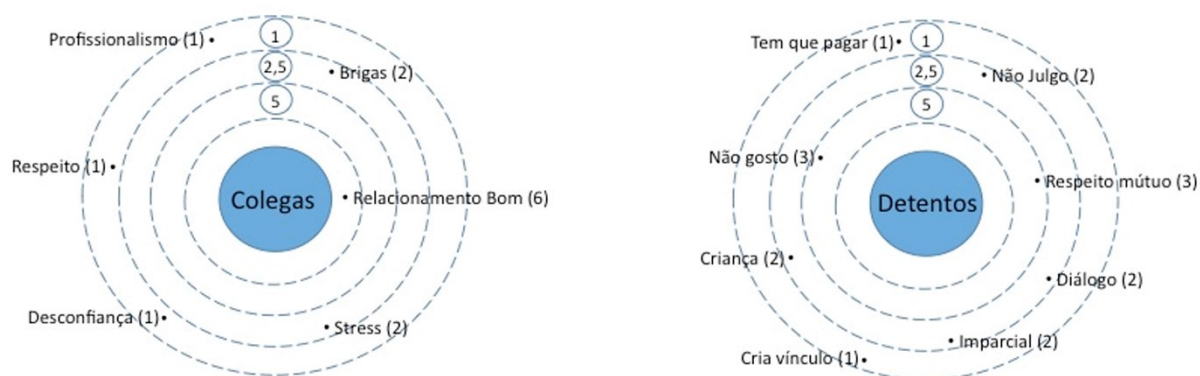 Profissionalismo (1)
1
2,5
5
Brigas (2)
Respeito (1)
Colegas
Relacionamento Bom (6)
Desconfiança (1)
Stress (2)
Tem que pagar (1)
1
2,5
5
Não Julgo (2)
Não gosto (3)
Respeito mútuo (3)
Detentos
Criança (2)
Diálogo (2)
Imparcial (2)
Cria vínculo (1)